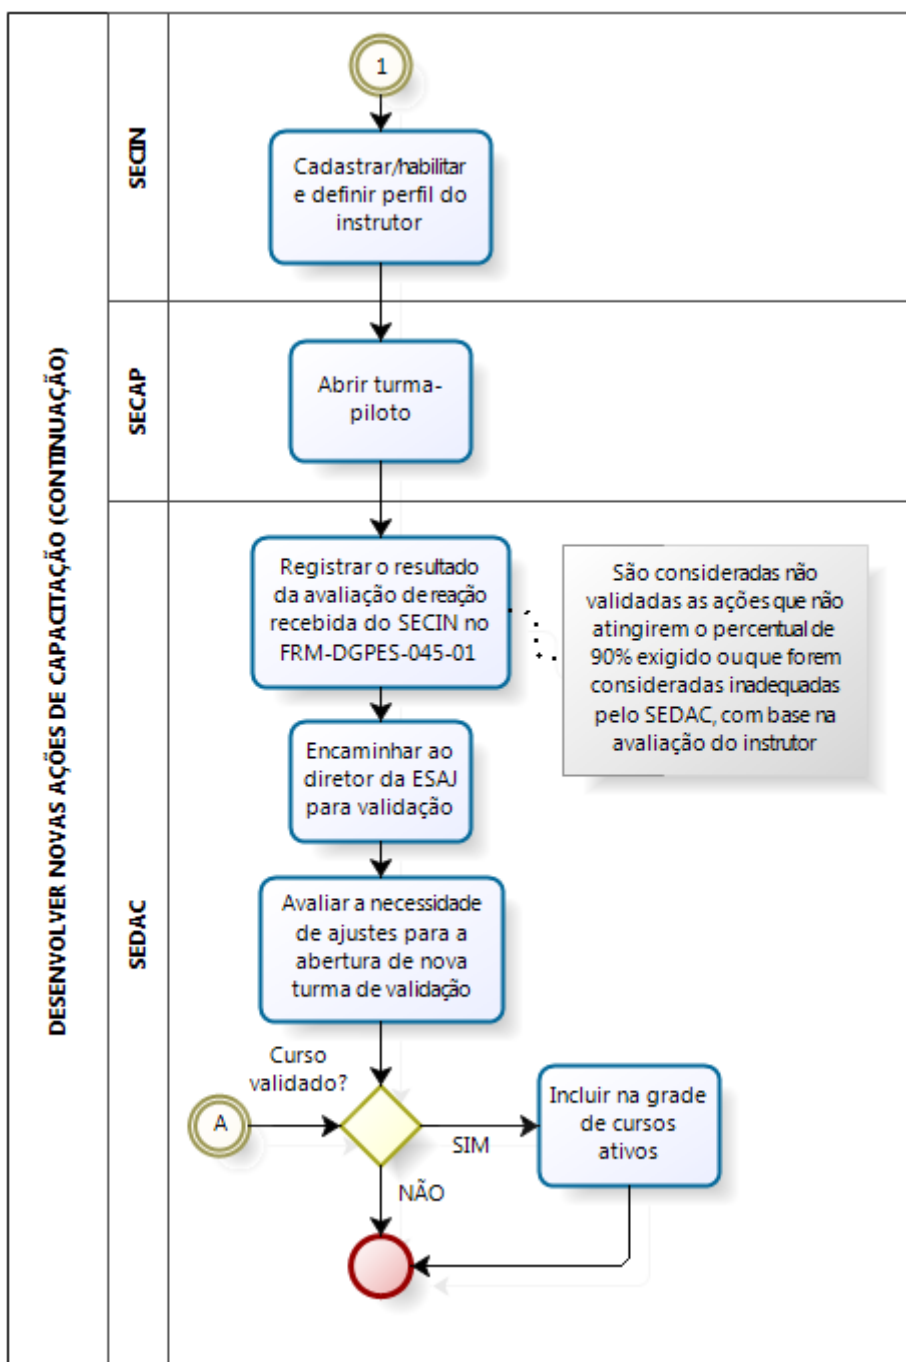 DESENVOLVER NOVAS AÇÕES DE CAPACITAÇÃO (CONTINUAÇÃO)
SECIN
1
Cadastrar/habilitar
e definir perfil do
instrutor
SECAP
Abrir turma-
piloto
SEDAC
Registrar o resultado
da avaliação de reação
recebida do SECIN no
FRM-DGPES-045-01
São consideradas não
validadas as ações que não
atingirem o percentual de
90% exigido ou que forem
consideradas inadequadas
pelo SEDAC, com base na
avaliação do instrutor
Encaminhar ao
diretor da ESAJ
para validação
Avaliar a necessidade
de ajustes para a
abertura de nova
turma de validação
Curso
validado?
A
SIM
Incluir na grade
de cursos
ativos
NÃO